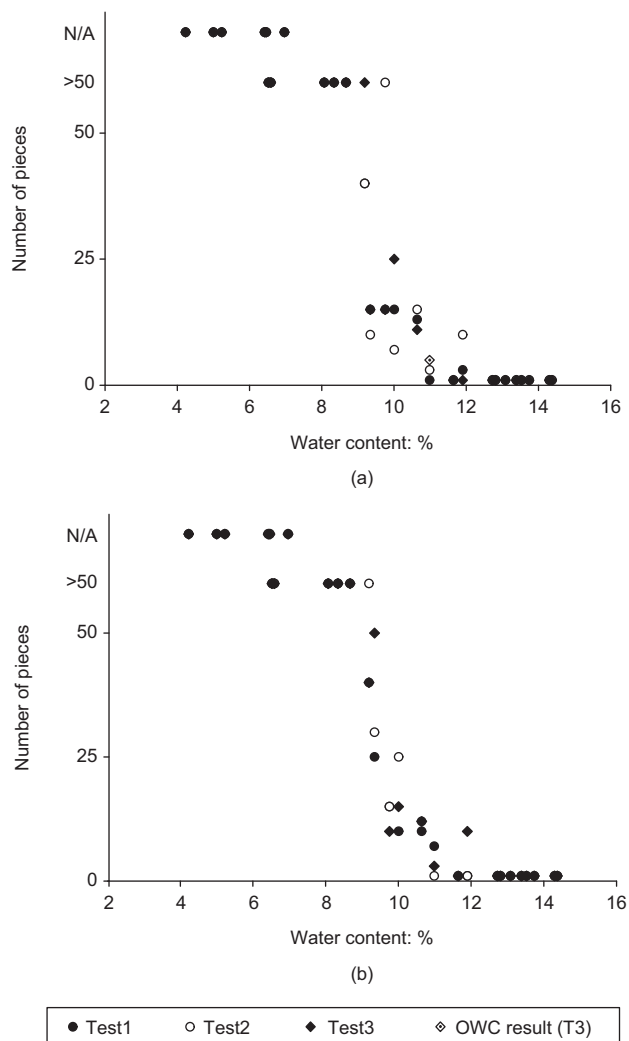 N/A
>50
50
25
0
Number of pieces
2 4 6 8 10 12 14 16
Water content: %
(a)
N/A
>50
50
25
0
Number of pieces
2 4 6 8 10 12 14 16
Water content: %
(b)
Test1 Test2 Test3 OWC result (T3)